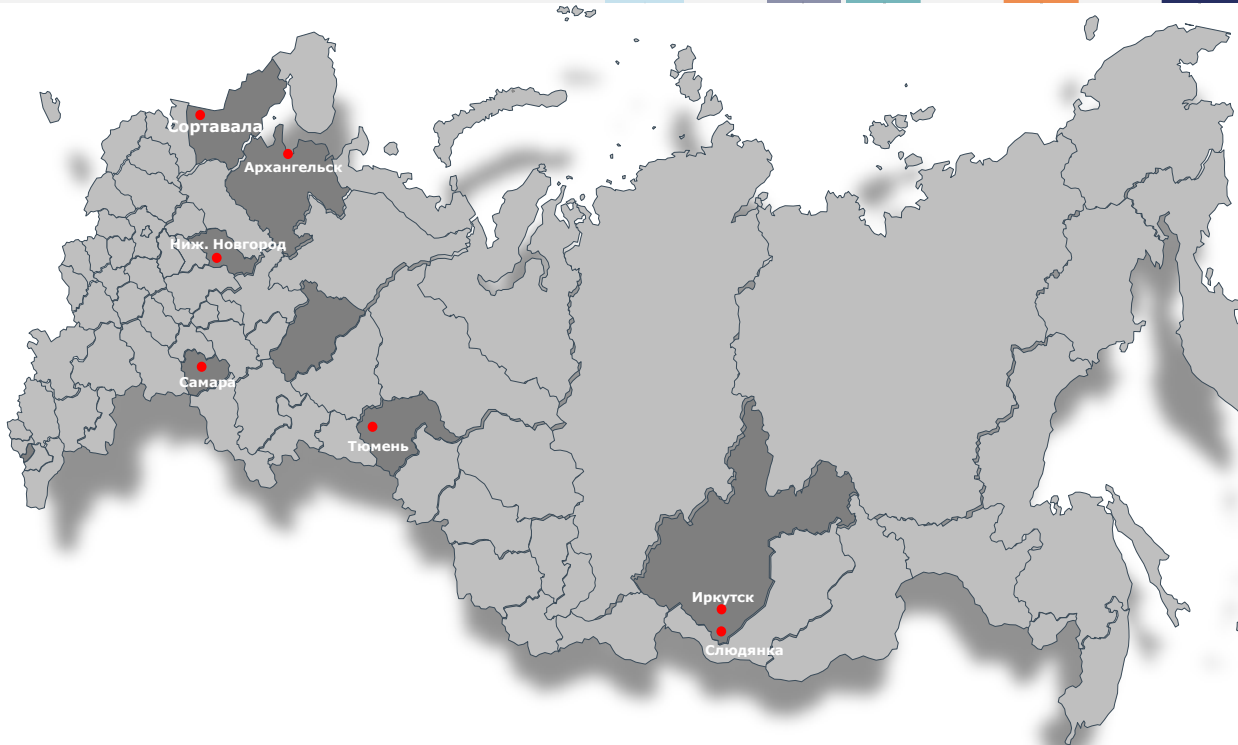 Сортавала
Архангельск
Ниж. Новгород
Самара
Тюмень
Иркутск
Слюдянка